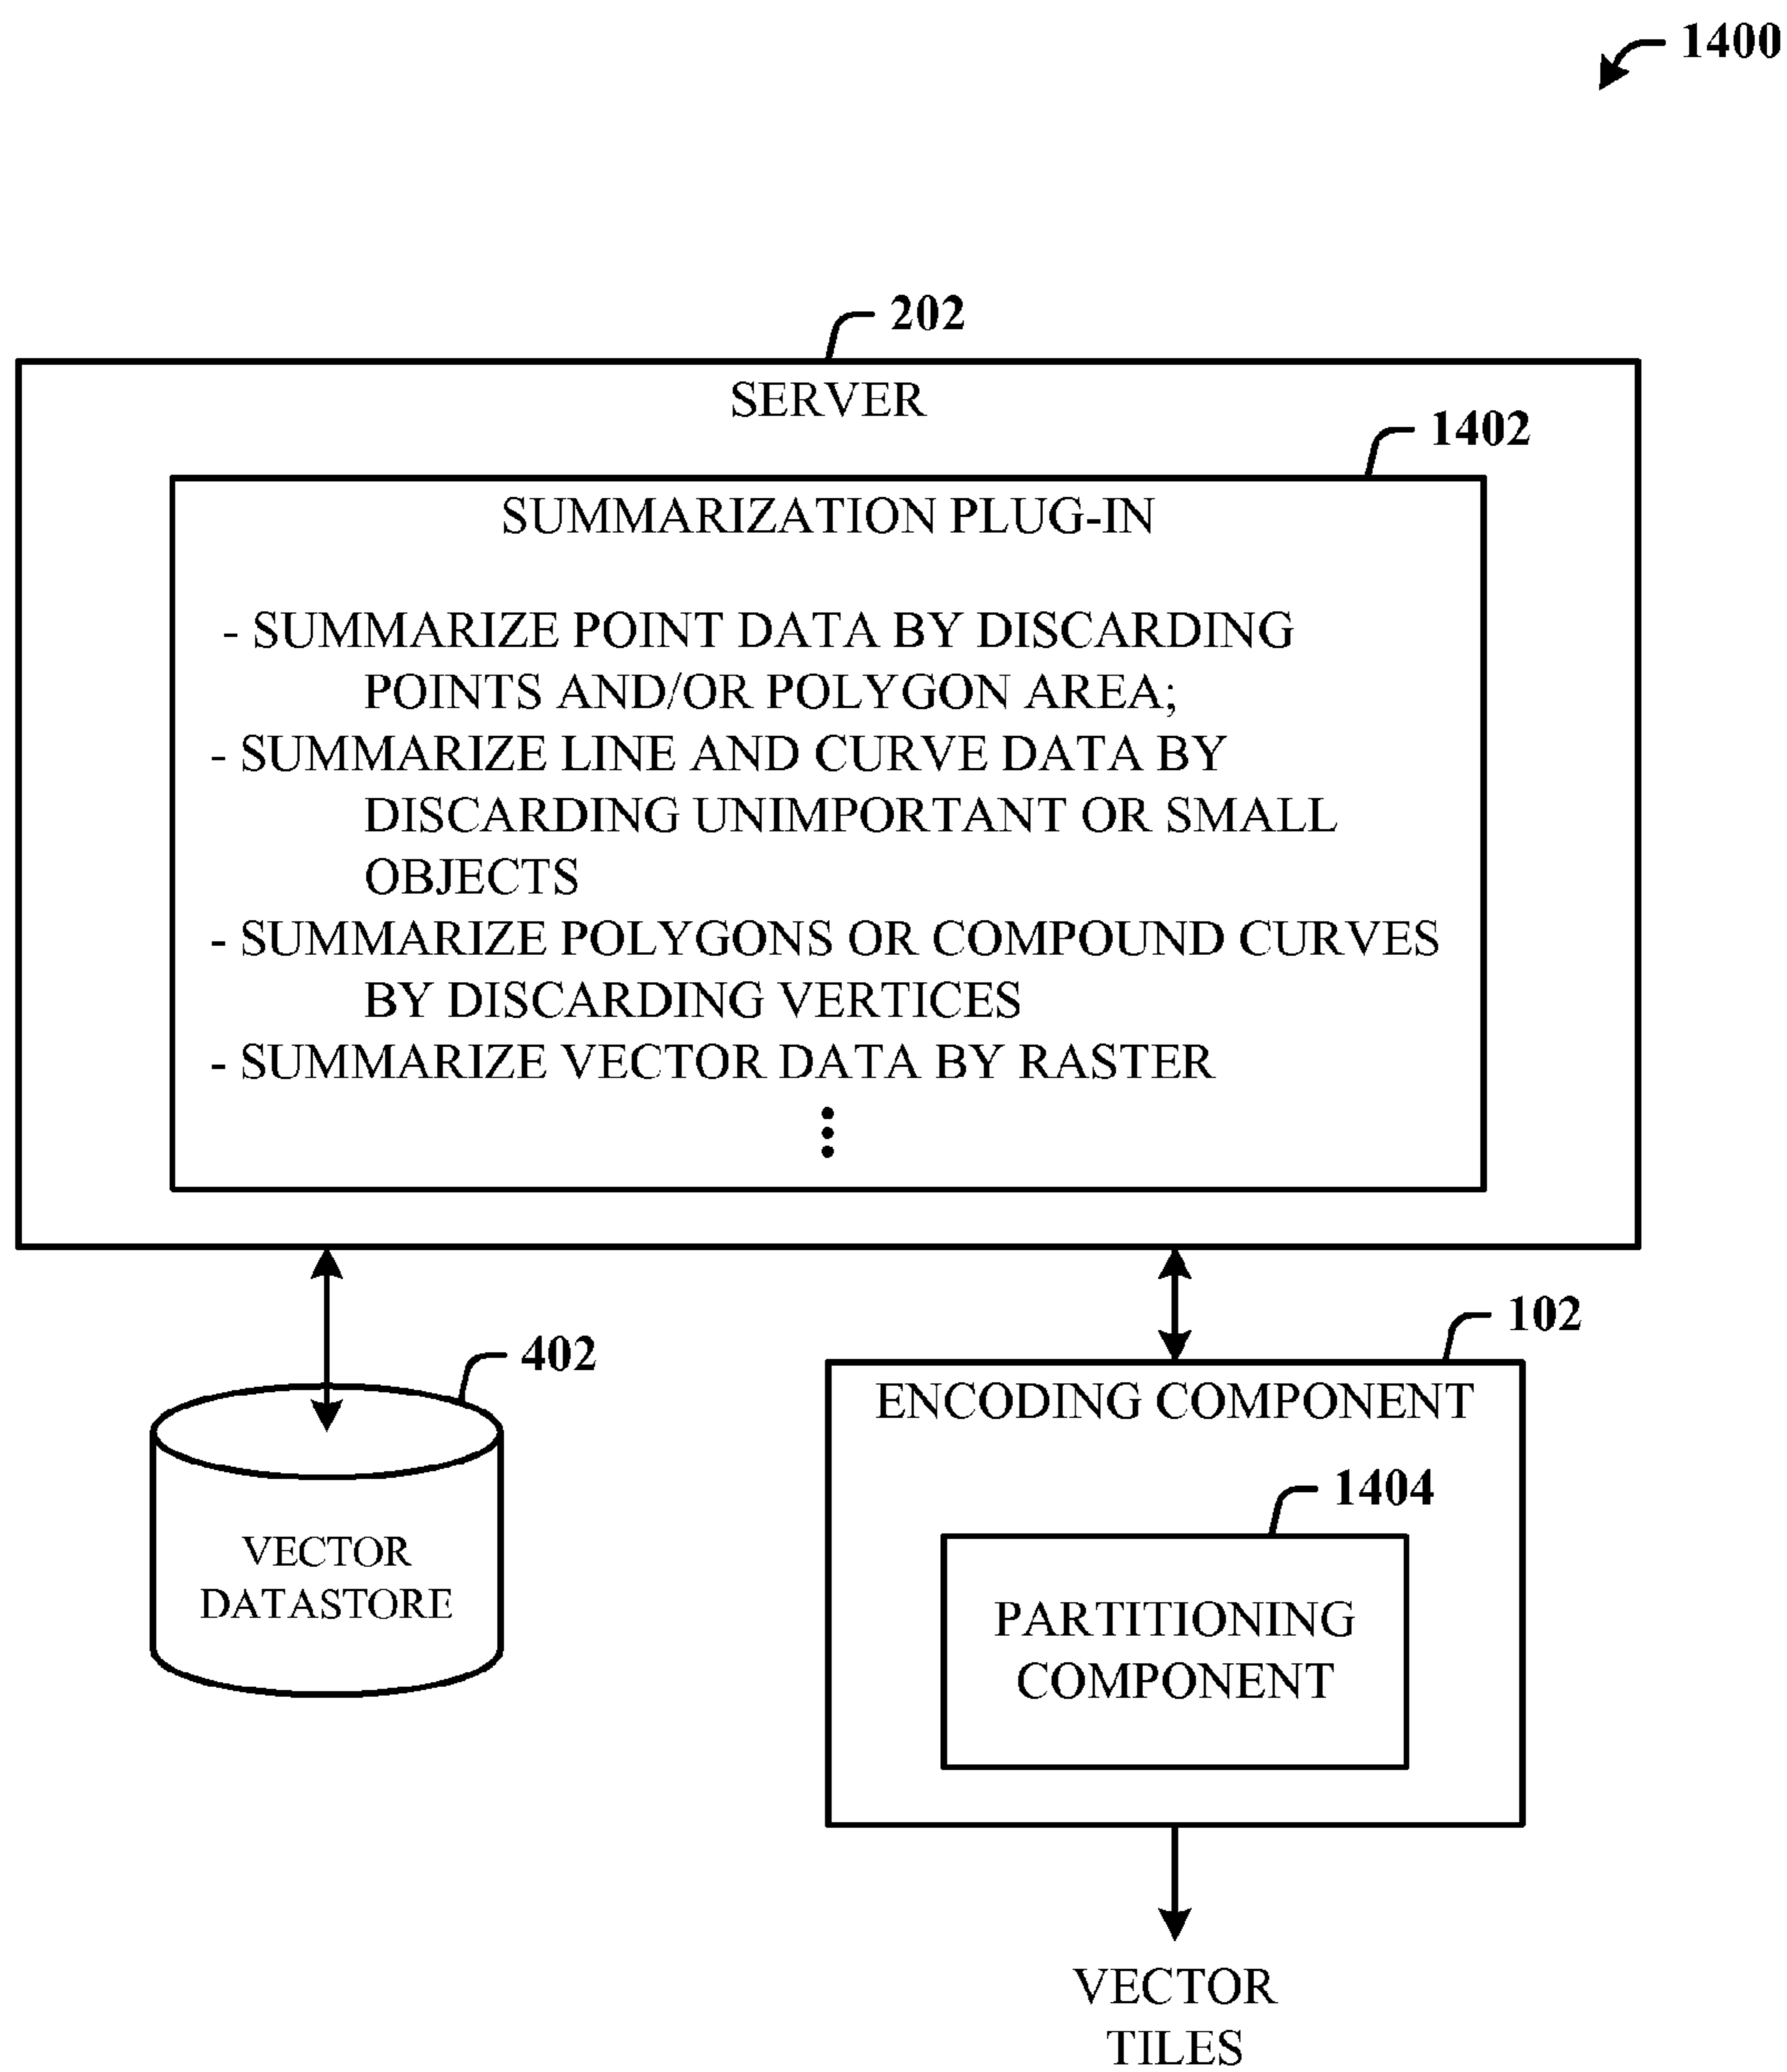 1400
202
SERVER
1402
SUMMARIZATION PLUG-IN
- SUMMARIZE POINT DATA BY DISCARDING
POINTS AND/OR POLYGON AREA;
- SUMMARIZE LINE AND CURVE DATA BY
DISCARDING UNIMPORTANT OR SMALL
OBJECTS
- SUMMARIZE POLYGONS OR COMPOUND CURVES
BY DISCARDING VERTICES
- SUMMARIZE VECTOR DATA BY RASTER
402
VECTOR
DATASTORE
102
ENCODING COMPONENT
1404
PARTITIONING
COMPONENT
VECTOR
TILES